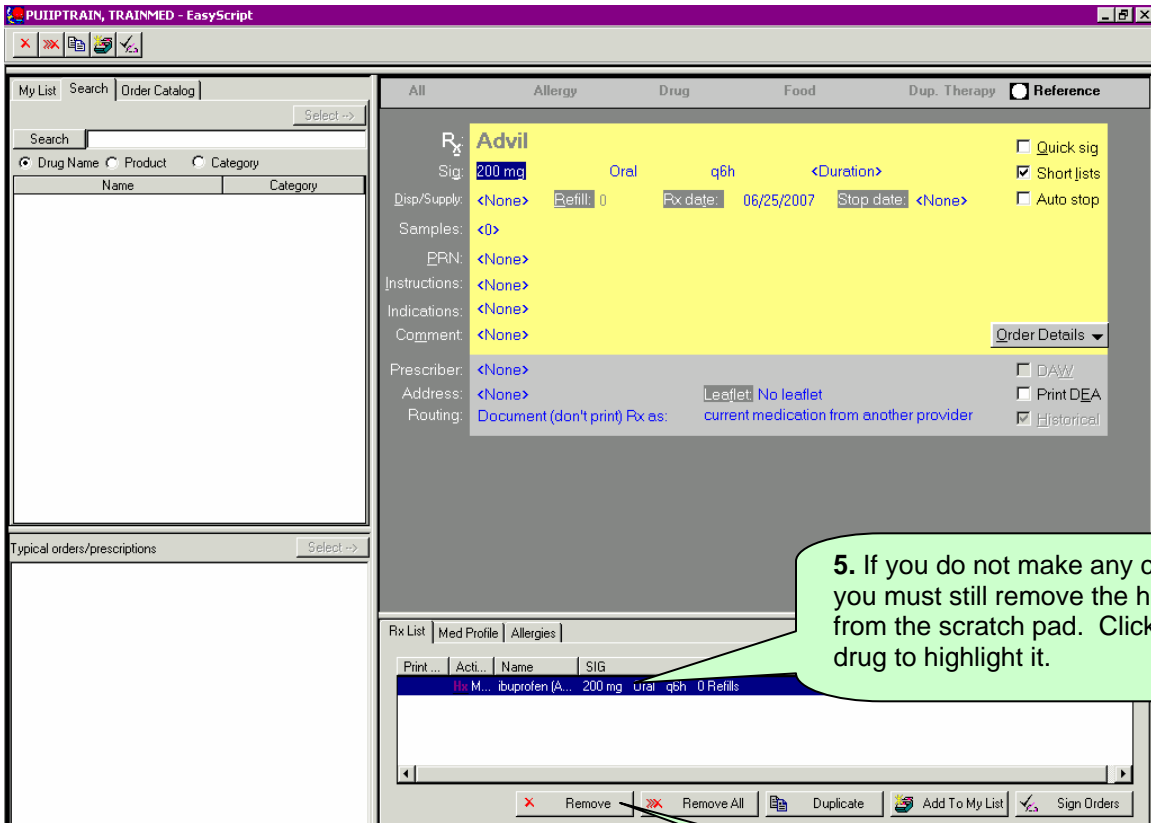 PUIIPTRAIN, TRAINMED - EasyScript
My List Search Order Catalog
Select -->
Search
Drug Name Product Category
Name Category
Typical orders/prescriptions Select -->
All Allergy Drug Food Dup. Therapy Reference
Rx: Advil Quick sig
Sig: 200 mg Oral q6h <Duration> Short lists
Disp/Supply: <None> Refill: 0 Rx date: 06/25/2007 Stop date: <None> Auto stop
Samples: <0>
PRN: <None>
Instructions: <None>
Indications: <None>
Comment: <None> Order Details
Prescriber: <None> DAW
Address: <None> Leaflet: No leaflet Print DEA
Routing: Document (don't print) Rx as: current medication from another provider Historical
5. If you do not make any
you must still remove the
from the scratch pad. Click
drug to highlight it.
Rx List Med Profile Allergies
Print ... Acti... Name SIG
Hx M... ibuprofen (A... 200 mg Oral q6h 0 Refills
Remove Remove All Duplicate Add To My List Sign Orders